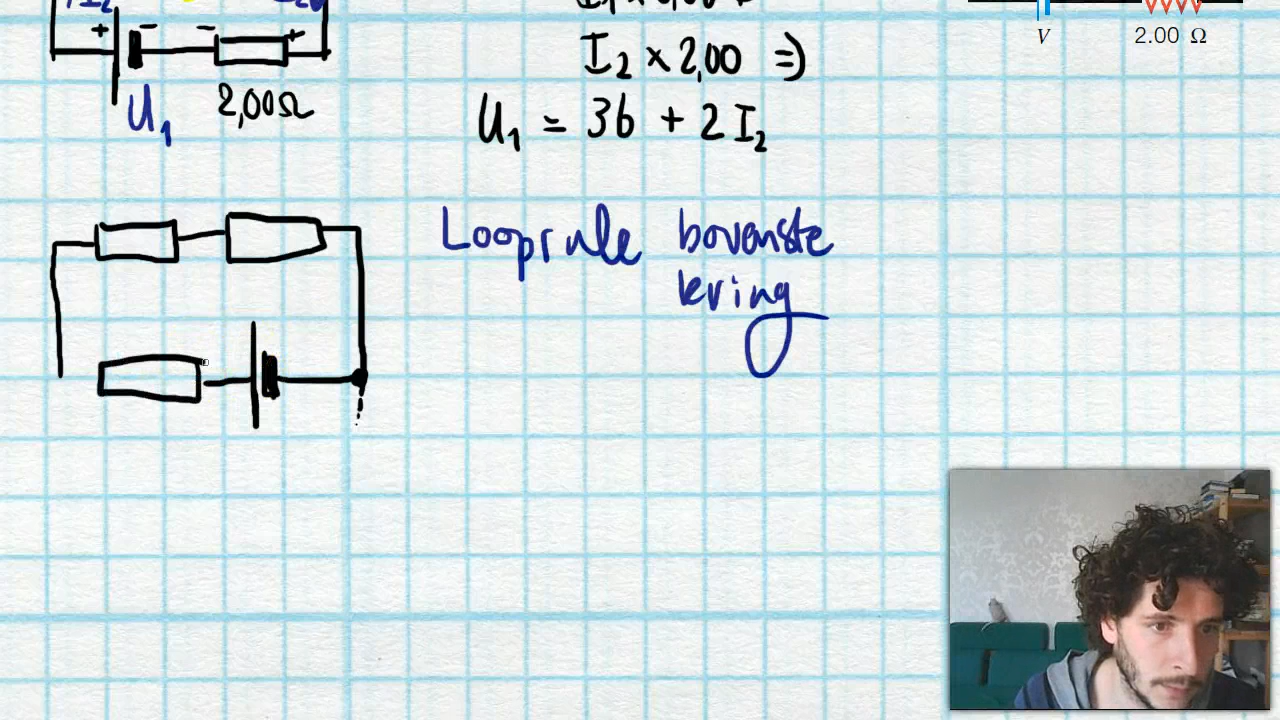 + - - +
U₁ 2,00Ω
I₂ × 2,00 ⇒
U₁ = 36 + 2 I₂
V 2.00 Ω
Looprule bovenste
kring